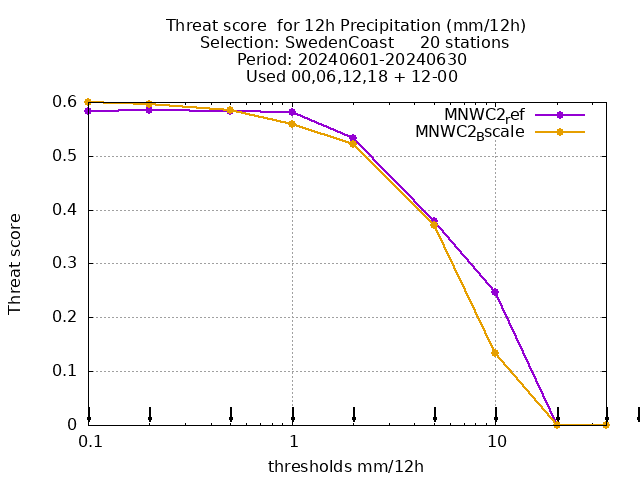 Threat score  for 12h Precipitation (mm/12h)
Selection: SwedenCoast     20 stations
Period: 20240601-20240630
Used 00,06,12,18 + 12-00
MNWC2ref
MNWC2Bscale
0.6
0.5
0.4
0.3
0.2
0.1
0
Threat score
0.1 1 10
thresholds mm/12h